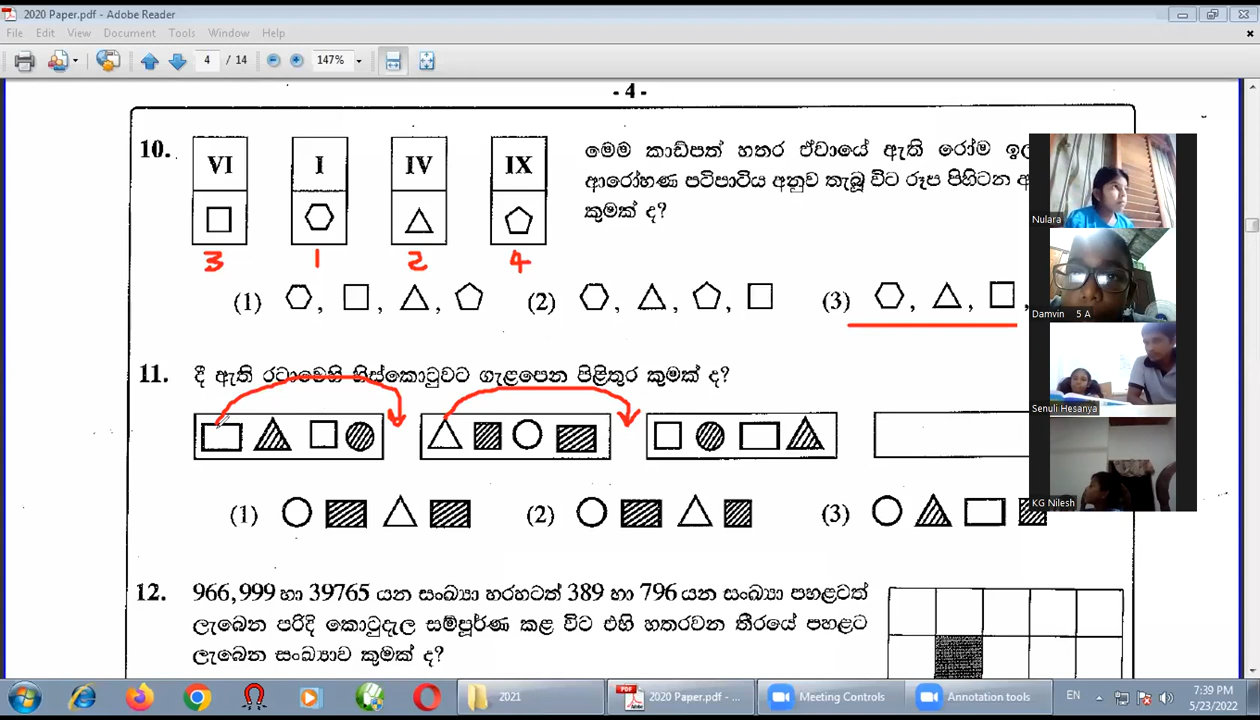 2020 Paper.pdf - Adobe Reader
File Edit View Document Tools Window Help
4 / 14 147%
- 4 -
10.
VI I IV IX
3 1 2 4
මෙම කාඩ්පත් හතර ඒවායේ ඇති රෝම
ආරෝහණ පටිපාටිය අනුව තැබූ විට රූප පිහිටන
කුමක් ද?
(1) (2) (3)
11. දී ඇති රටාවෙහි හිස්කොටුවට ගැළපෙන පිළිතුර කුමක් ද?
(1) (2) (3)
12. 966,999 හා 39765 යන සංඛ්‍යා හරහටත් 389 හා 796 යන සංඛ්‍යා පහළටත්
ලැබෙන පරිදි කොටුදැල සම්පූර්ණ කළ විට එහි හතරවන තීරයේ පහළට
ලැබෙන සංඛ්‍යාව කුමක් ද?
Nulara
Damvin 5 A
Senuli Hesanya
KG Nilesh
2021
2020 Paper.pdf - ...
Meeting Controls
Annotation tools
EN
7:39 PM
5/23/2022